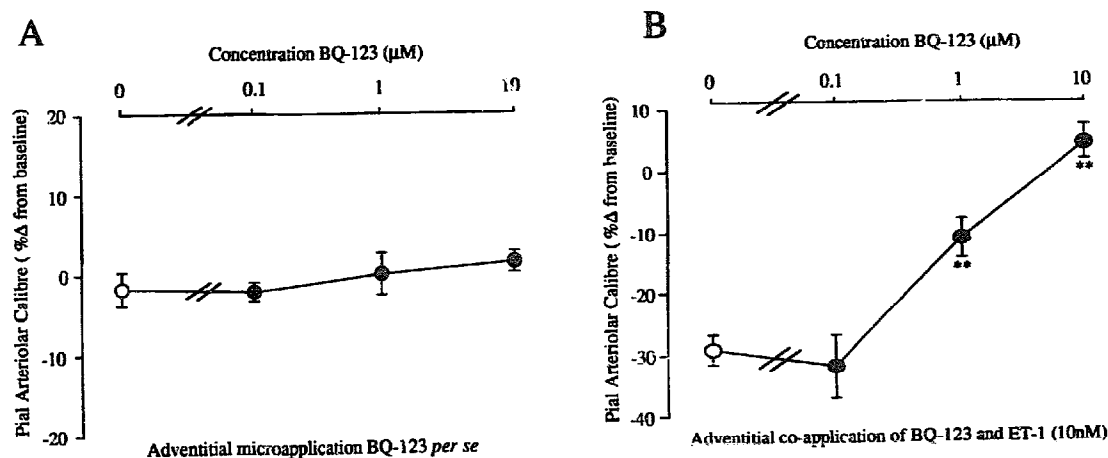 A
Concentration BQ-123 (μM)
0 0.1 1 10
Pial Arteriolar Calibre ( %Δ from baseline)
20
10
0
-10
-20
Adventitial microapplication BQ-123 per se
B
Concentration BQ-123 (μM)
0 0.1 1 10
Pial Arteriolar Calibre ( %Δ from baseline)
10
0
-10
-20
-30
-40
**
**
Adventitial co-application of BQ-123 and ET-1 (10nM)